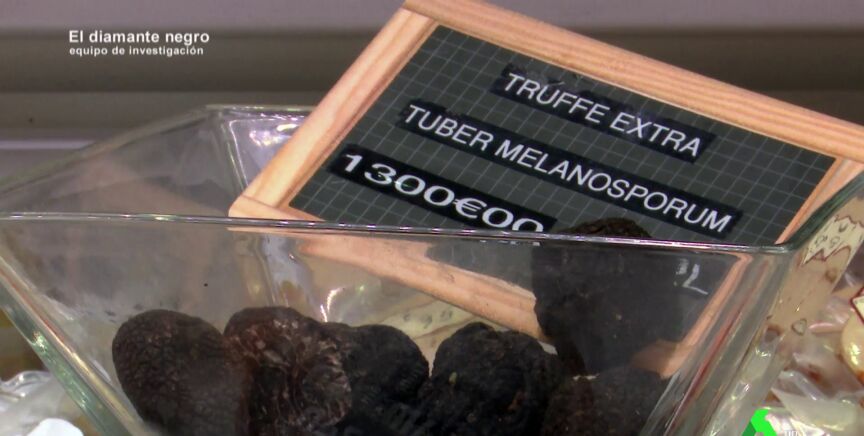 El diamante negro
equipo de investigación
TRUFFE EXTRA
TUBER MELANOSPORUM
1300€00